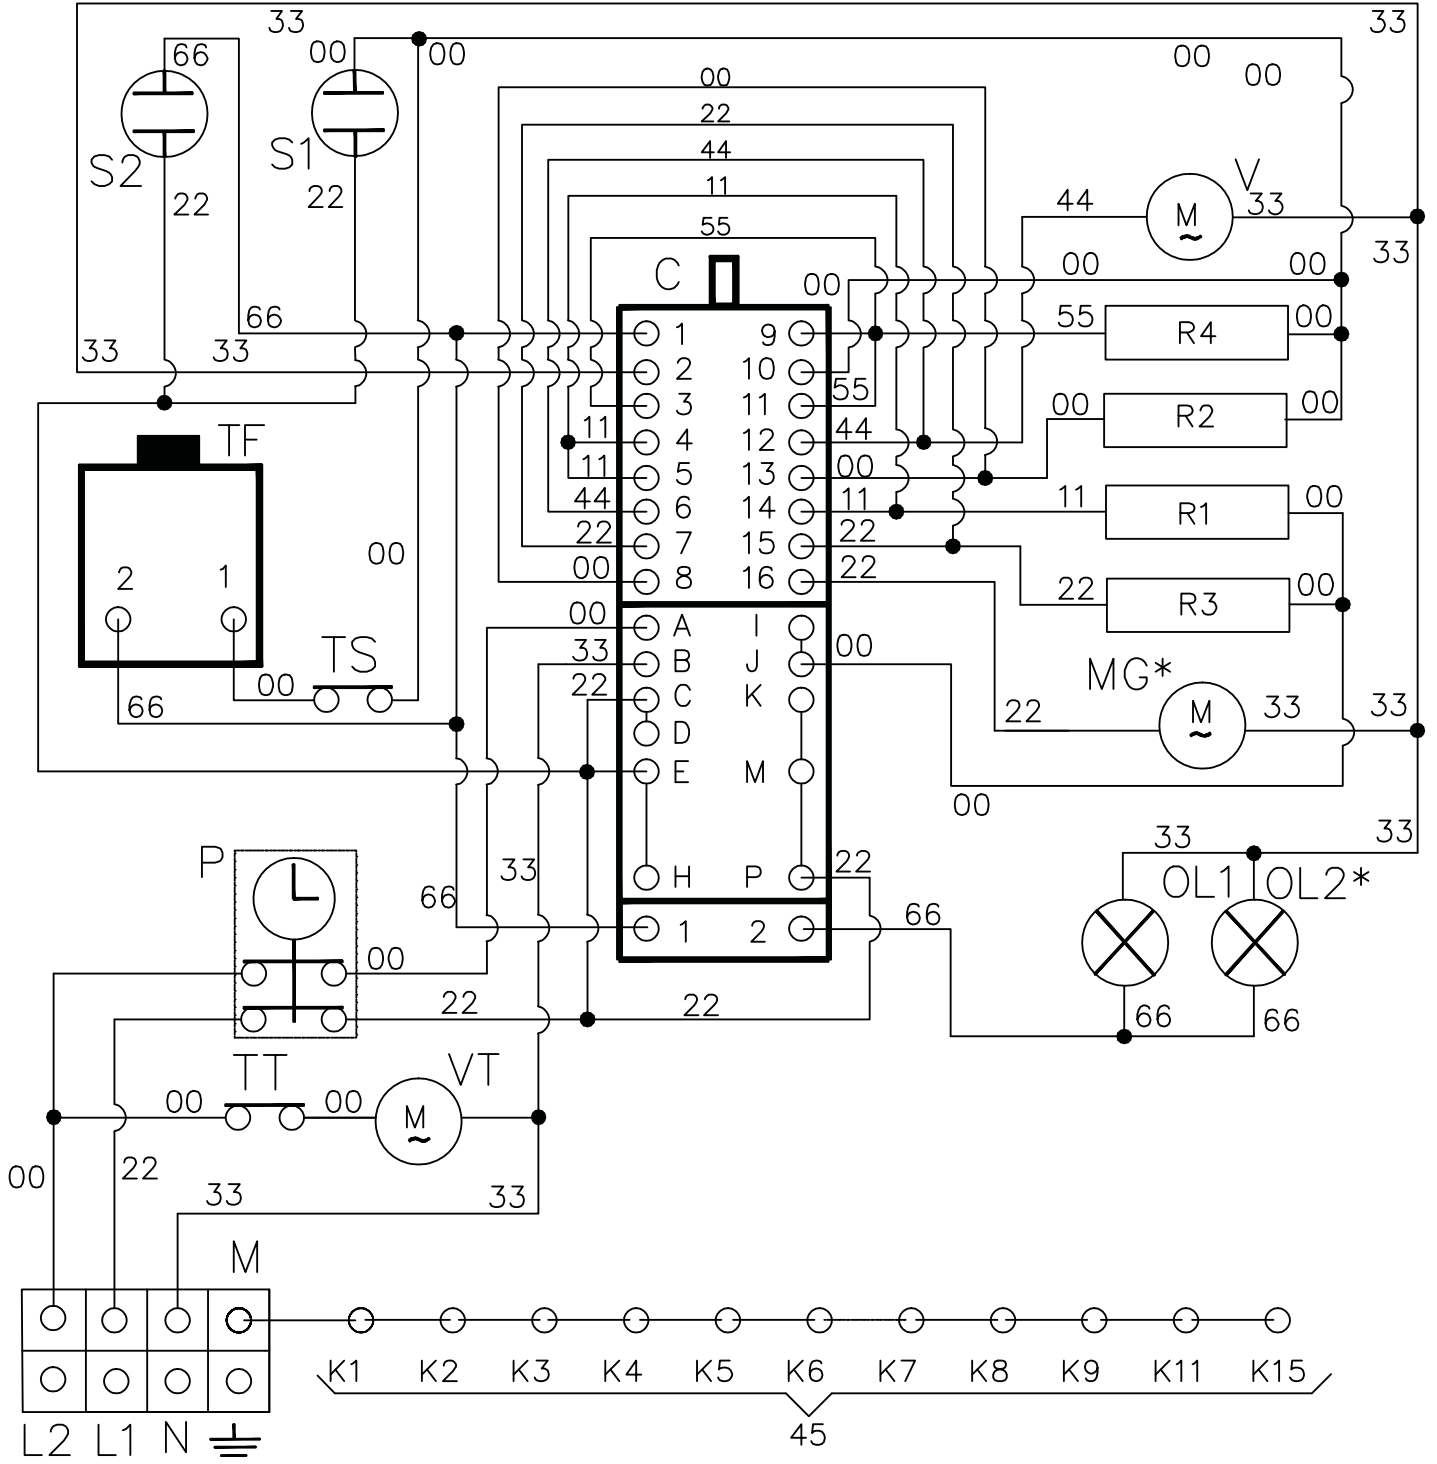 33 33
66 00 00 00 00
00
22
S2 S1 44 V
11
22 22 44 M 33
55
C 00 00 00 33
66 1 9 55 R4 00
33 33 2 10
3 11 55
TF 11 4 12 44 00 R2 00
11 5 13 00
44 6 14 11 11 R1 00
00 22 7 15 22
2 1 00 8 16 22 22 R3 00
00 A I
TS 33 B J 00 MG*
00 22 C K
66 D 22 M 33 33
E M
00
P 33 33
33 H P 22 OL1 OL2*
66
00 1 2 66
22 22 66 66
TT VT
00 00 M
00 22 33 33
M
K1 K2 K3 K4 K5 K6 K7 K8 K9 K11 K15
L2 L1 N 45